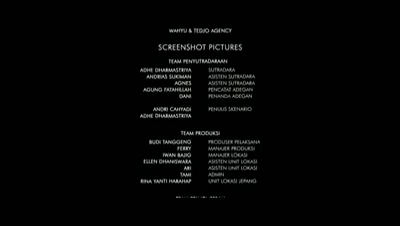 WAHYU & TEDJO AGENCY
SCREENSHOT PICTURES
TEAM PENYUTRADARAAN
ADHE DHARMASTRIYA SUTRADARA
ANDRIAS SUKIMAN ASISTEN SUTRADARA
AGNES ASISTEN SUTRADARA
AGUNG FATAHILLAH PENCATAT ADEGAN
DANI PENANDA ADEGAN
ANDRI CAHYADI PENULIS SKENARIO
ADHE DHARMASTRIYA
TEAM PRODUKSI
BUDI TANGGENG PRODUSER PELAKSANA
FERRY MANAJER PRODUKSI
IWAN BAJIG MANAJER LOKASI
ELLEN DHANISWARA ASISTEN UNIT LOKASI
ARI ASISTEN UNIT LOKASI
TAMI ADMIN
RINA YANTI HARAHAP UNIT LOKASI JEPANG